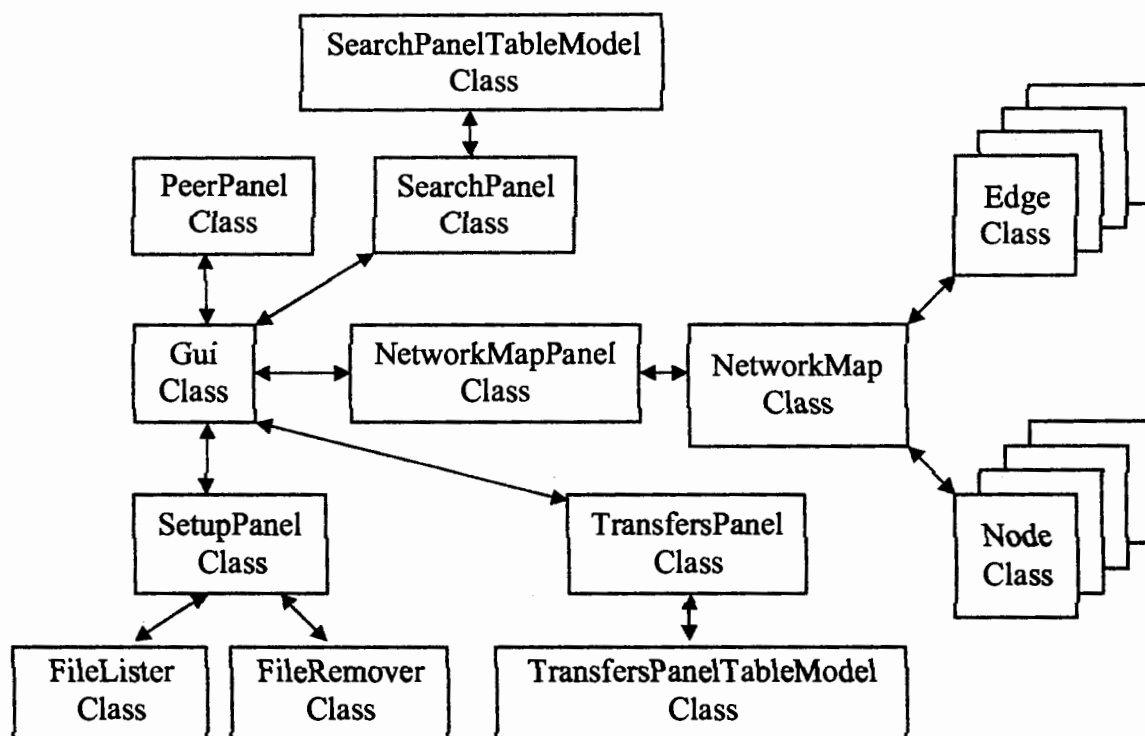 SearchPanelTableModel
Class
PeerPanel
Class
SearchPanel
Class
Edge
Class
Gui
Class
NetworkMapPanel
Class
NetworkMap
Class
SetupPanel
Class
TransfersPanel
Class
Node
Class
FileLister
Class
FileRemover
Class
TransfersPanelTableModel
Class